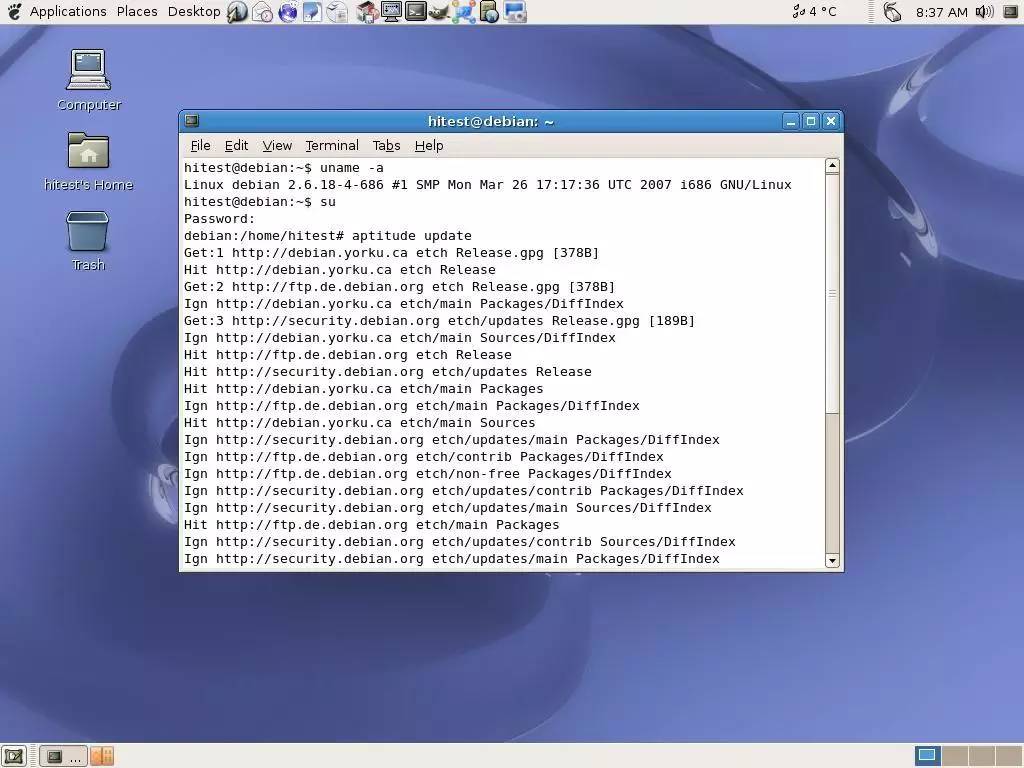 Applications Places Desktop 4 °C 8:37 AM
Computer
hitest's Home
Trash
hitest@debian: ~
File Edit View Terminal Tabs Help
hitest@debian:~$ uname -a
Linux debian 2.6.18-4-686 #1 SMP Mon Mar 26 17:17:36 UTC 2007 i686 GNU/Linux
hitest@debian:~$ su
Password:
debian:/home/hitest# aptitude update
Get:1 http://debian.yorku.ca etch Release.gpg [378B]
Hit http://debian.yorku.ca etch Release
Get:2 http://ftp.de.debian.org etch Release.gpg [378B]
Ign http://debian.yorku.ca etch/main Packages/DiffIndex
Get:3 http://security.debian.org etch/updates Release.gpg [189B]
Ign http://debian.yorku.ca etch/main Sources/DiffIndex
Hit http://ftp.de.debian.org etch Release
Hit http://security.debian.org etch/updates Release
Hit http://debian.yorku.ca etch/main Packages
Ign http://ftp.de.debian.org etch/main Packages/DiffIndex
Hit http://debian.yorku.ca etch/main Sources
Ign http://security.debian.org etch/updates/main Packages/DiffIndex
Ign http://ftp.de.debian.org etch/contrib Packages/DiffIndex
Ign http://ftp.de.debian.org etch/non-free Packages/DiffIndex
Ign http://security.debian.org etch/updates/contrib Packages/DiffIndex
Ign http://security.debian.org etch/updates/main Sources/DiffIndex
Hit http://ftp.de.debian.org etch/main Packages
Ign http://security.debian.org etch/updates/contrib Sources/DiffIndex
Ign http://security.debian.org etch/updates/main Packages/DiffIndex
...